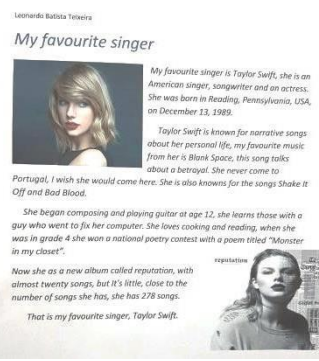 Leonardo Batista Teixeira
My favourite singer
My favourite singer is Taylor Swift, she is an
American singer, songwriter and an actress.
She was born in Reading, Pennsylvania, USA,
on December 13, 1989.
Taylor Swift is known for narrative songs
about her personal life, my favourite music
from her is Blank Space, this song talks
about a betrayal. She never come to
Portugal, I wish she would come here. She is also knowns for the songs Shake It
Off and Bad Blood.
She began composing and playing guitar at age 12, she learns those with a
guy who went to fix her computer. She loves cooking and reading, when she
was in grade 4 she won a national poetry contest with a poem titled "Monster
in my closet".
Now she as a new album called reputation, with
almost twenty songs, but It's little, close to the
number of songs she has, she has 278 songs.
That is my favourite singer, Taylor Swift.
reputation